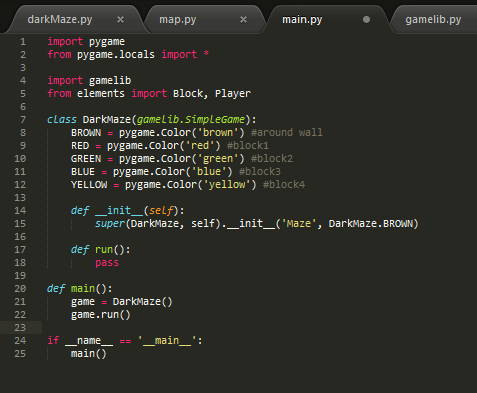 darkMaze.py × map.py × main.py gamelib.py
1 import pygame
2 from pygame.locals import *
3
4 import gamelib
5 from elements import Block, Player
6
7 class DarkMaze(gamelib.SimpleGame):
8     BROWN = pygame.Color('brown') #around wall
9     RED = pygame.Color('red') #block1
10     GREEN = pygame.Color('green') #block2
11     BLUE = pygame.Color('blue') #block3
12     YELLOW = pygame.Color('yellow') #block4
13
14     def __init__(self):
15         super(DarkMaze, self).__init__('Maze', DarkMaze.BROWN)
16
17     def run():
18         pass
19
20 def main():
21     game = DarkMaze()
22     game.run()
23
24 if __name__ == '__main__':
25     main()